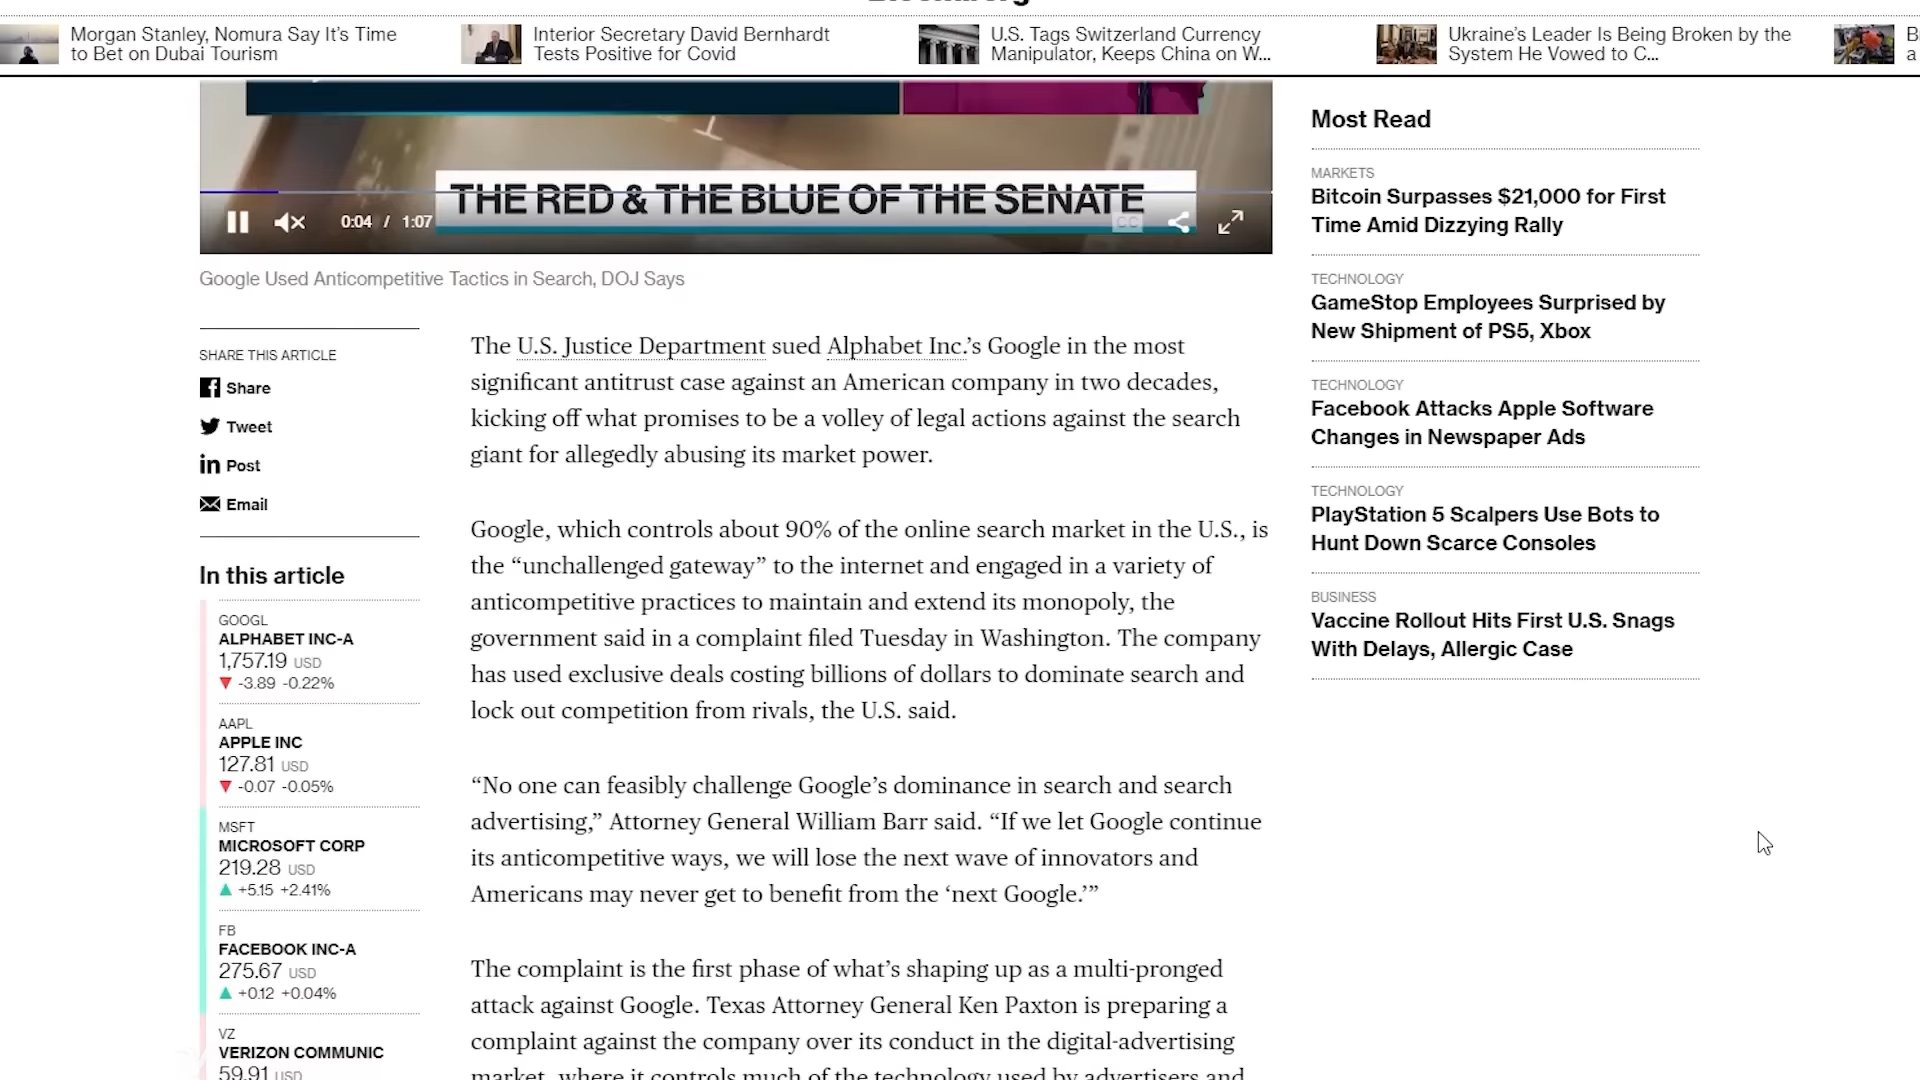 Morgan Stanley, Nomura Say It's Time
to Bet on Dubai Tourism
Interior Secretary David Bernhardt
Tests Positive for Covid
U.S. Tags Switzerland Currency
Manipulator, Keeps China on W...
Ukraine's Leader Is Being Broken by the
System He Vowed to C...
THE RED & THE BLUE OF THE SENATE
0:04 / 1:07
CC
Google Used Anticompetitive Tactics in Search, DOJ Says
SHARE THIS ARTICLE
Share
Tweet
Post
Email
In this article
GOOGL
ALPHABET INC-A
1,757.19 USD
▼ -3.89 -0.22%
AAPL
APPLE INC
127.81 USD
▼ -0.07 -0.05%
MSFT
MICROSOFT CORP
219.28 USD
▲ +5.15 +2.41%
FB
FACEBOOK INC-A
275.67 USD
▲ +0.12 +0.04%
VZ
VERIZON COMMUNIC
59.91 USD
The U.S. Justice Department sued Alphabet Inc.'s Google in the most
significant antitrust case against an American company in two decades,
kicking off what promises to be a volley of legal actions against the search
giant for allegedly abusing its market power.
Google, which controls about 90% of the online search market in the U.S., is
the “unchallenged gateway” to the internet and engaged in a variety of
anticompetitive practices to maintain and extend its monopoly, the
government said in a complaint filed Tuesday in Washington. The company
has used exclusive deals costing billions of dollars to dominate search and
lock out competition from rivals, the U.S. said.
“No one can feasibly challenge Google’s dominance in search and search
advertising,” Attorney General William Barr said. “If we let Google continue
its anticompetitive ways, we will lose the next wave of innovators and
Americans may never get to benefit from the ‘next Google.’”
The complaint is the first phase of what’s shaping up as a multi-pronged
attack against Google. Texas Attorney General Ken Paxton is preparing a
complaint against the company over its conduct in the digital-advertising
market, where it controls much of the technology used by advertisers and
Most Read
MARKETS
Bitcoin Surpasses $21,000 for First
Time Amid Dizzying Rally
TECHNOLOGY
GameStop Employees Surprised by
New Shipment of PS5, Xbox
TECHNOLOGY
Facebook Attacks Apple Software
Changes in Newspaper Ads
TECHNOLOGY
PlayStation 5 Scalpers Use Bots to
Hunt Down Scarce Consoles
BUSINESS
Vaccine Rollout Hits First U.S. Snags
With Delays, Allergic Case